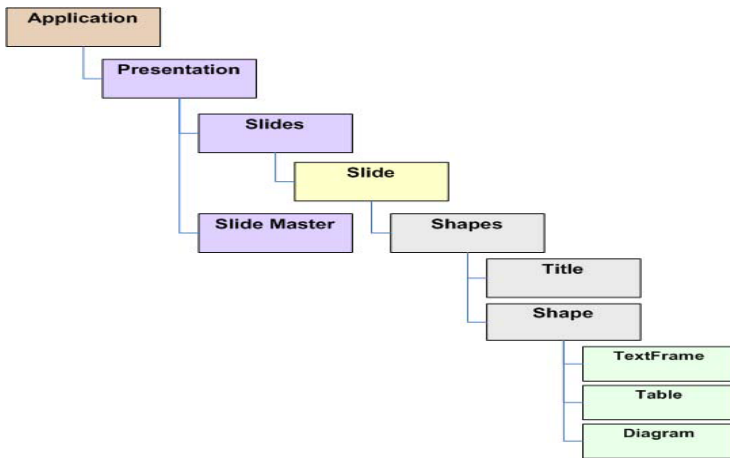 Application
Presentation
Slides
Slide
Slide Master
Shapes
Title
Shape
TextFrame
Table
Diagram